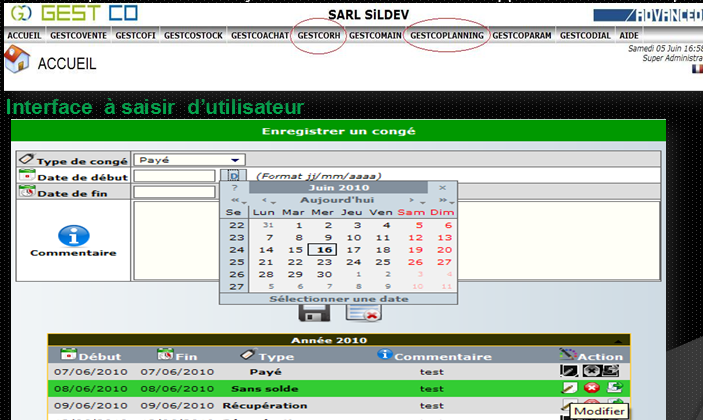 GEST CO
SARL SiLDEV
ADVANCED
ACCUEIL GESTCOVENTE GESTCOFI GESTCOSTOCK GESTCOACHAT GESTCORH GESTCOMAIN GESTCOPLANNING GESTCOPARAM GESTCODIAL AIDE
Samedi 05 Juin 16:58
Super Administra
ACCUEIL
Interface à saisir d'utilisateur
Enregistrer un congé
Type de congé Payé
Date de début D (Format jj/mm/aaaa)
Date de fin
Commentaire
? Juin 2010 ×
« ‹ Aujourd'hui › »
Se Lun Mar Mer Jeu Ven Sam Dim
22 31 1 2 3 4 5 6
23 7 8 9 10 11 12 13
24 14 15 16 17 18 19 20
25 21 22 23 24 25 26 27
26 28 29 30 1 2 3 4
27 5 6 7 8 9 10 11
Sélectionner une date
Année 2010
Début Fin Type Commentaire Action
07/06/2010 07/06/2010 Payé test
08/06/2010 08/06/2010 Sans solde test
09/06/2010 09/06/2010 Récupération test
Modifier